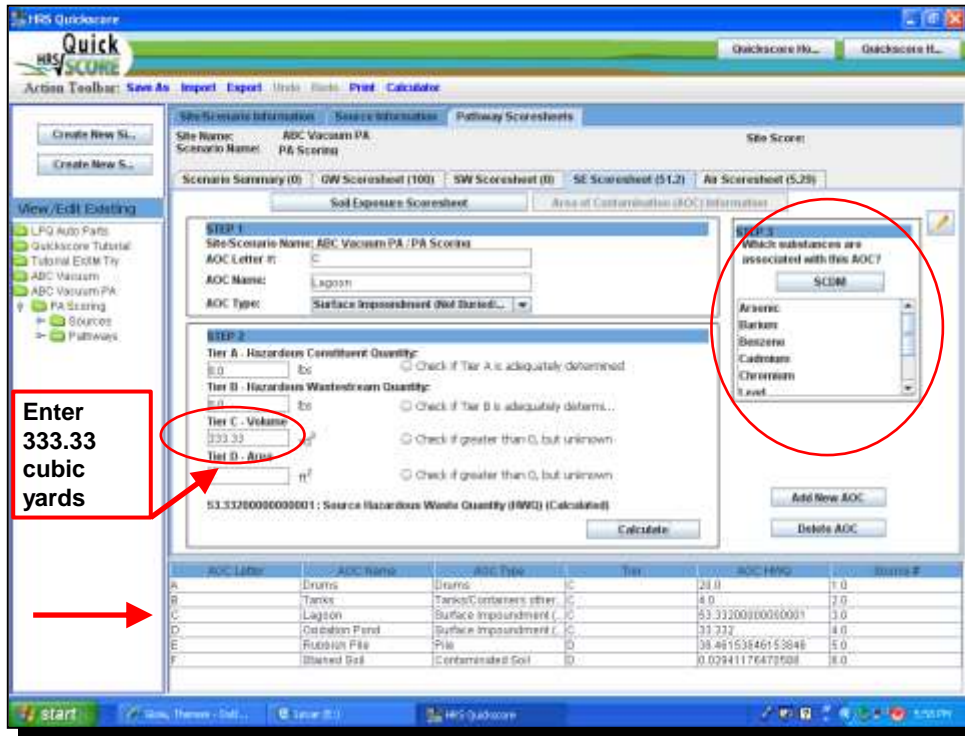 HRS Quickscore
Quick
HRS
SCORE
Quickscore Ho...
Quickscore H...
Action Toolbar: Save As Import Export Undo Print Calculator
Create New Si...
Create New S...
View/Edit Existing
LPG Auto Parts
Quickscore Tutorial
Tutorial
ABC Vacuum
ABC Vacuum PA
PA Scoring
Sources
Pathways
Site/Scenario Information Source Information Pathway Scoresheets
Site Name: ABC Vacuum PA Site Score:
Scenario Name: PA Scoring
Scenario Summary (0) GW Scoresheet (100) SW Scoresheet (0) SE Scoresheet (51.2) Air Scoresheet (5.29)
Soil Exposure Scoresheet Area of Contamination (AOC) Information
STEP 1
Site/Scenario Name: ABC Vacuum PA / PA Scoring
AOC Letter #: C
AOC Name: Lagoon
AOC Type: Surface Impoundment (Not Buried/...
STEP 2
Tier A - Hazardous Constituent Quantity:
0.0 lbs Check if Tier A is adequately determined
Tier B - Hazardous Wastestream Quantity:
0.0 lbs Check if Tier B is adequately determi...
Tier C - Volume
333.33 Check if greater than 0, but unknown
Tier D - Area
ft² Check if greater than 0, but unknown
53.33200000000001 : Source Hazardous Waste Quantity (HWQ) (Calculated)
Calculate
STEP 3
Which substances are
associated with this AOC?
SCDM
Arsenic
Barium
Benzene
Cadmium
Chromium
Add New AOC
Delete AOC
Enter
333.33
cubic
yards
AOC Letter AOC Name AOC Type Tier AOC HWQ Source #
A Drums Drums C 20.0 1.0
B Tanks Tanks/Containers other... C 4.0 2.0
C Lagoon Surface Impoundment (... C 53.33200000000001 3.0
D Oxidation Pond Surface Impoundment (... C 33.332 4.0
E Rubbish Pile Pile D 38.46153846153846 5.0
F Stained Soil Contaminated Soil D 0.02941176470588 6.0
start
HRS Quickscore